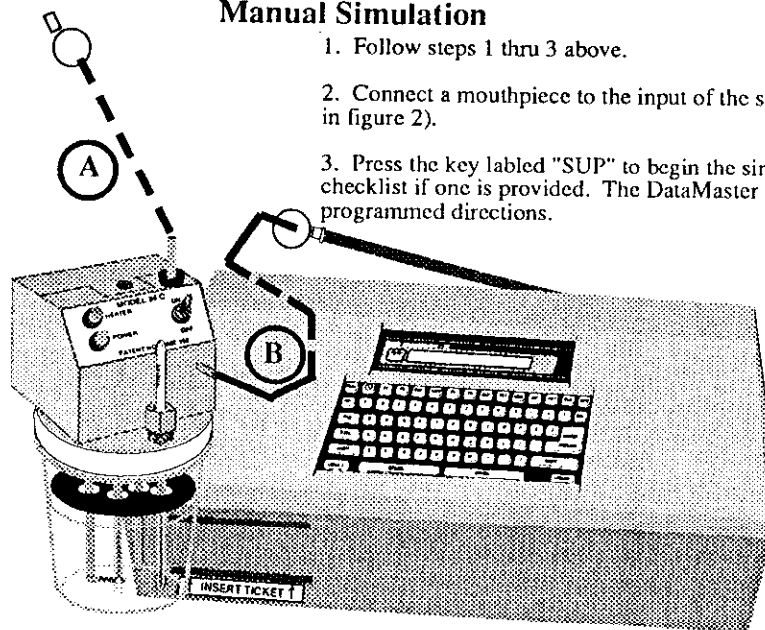 Manual Simulation
1. Follow steps 1 thru 3 above.
2. Connect a mouthpiece to the input of the s
in figure 2).
3. Press the key labled "SUP" to begin the sin
checklist if one is provided. The DataMaster
programmed directions.
A
B
MODEL
ON
HEATER
POWER
OFF
INSERT TICKET ↑